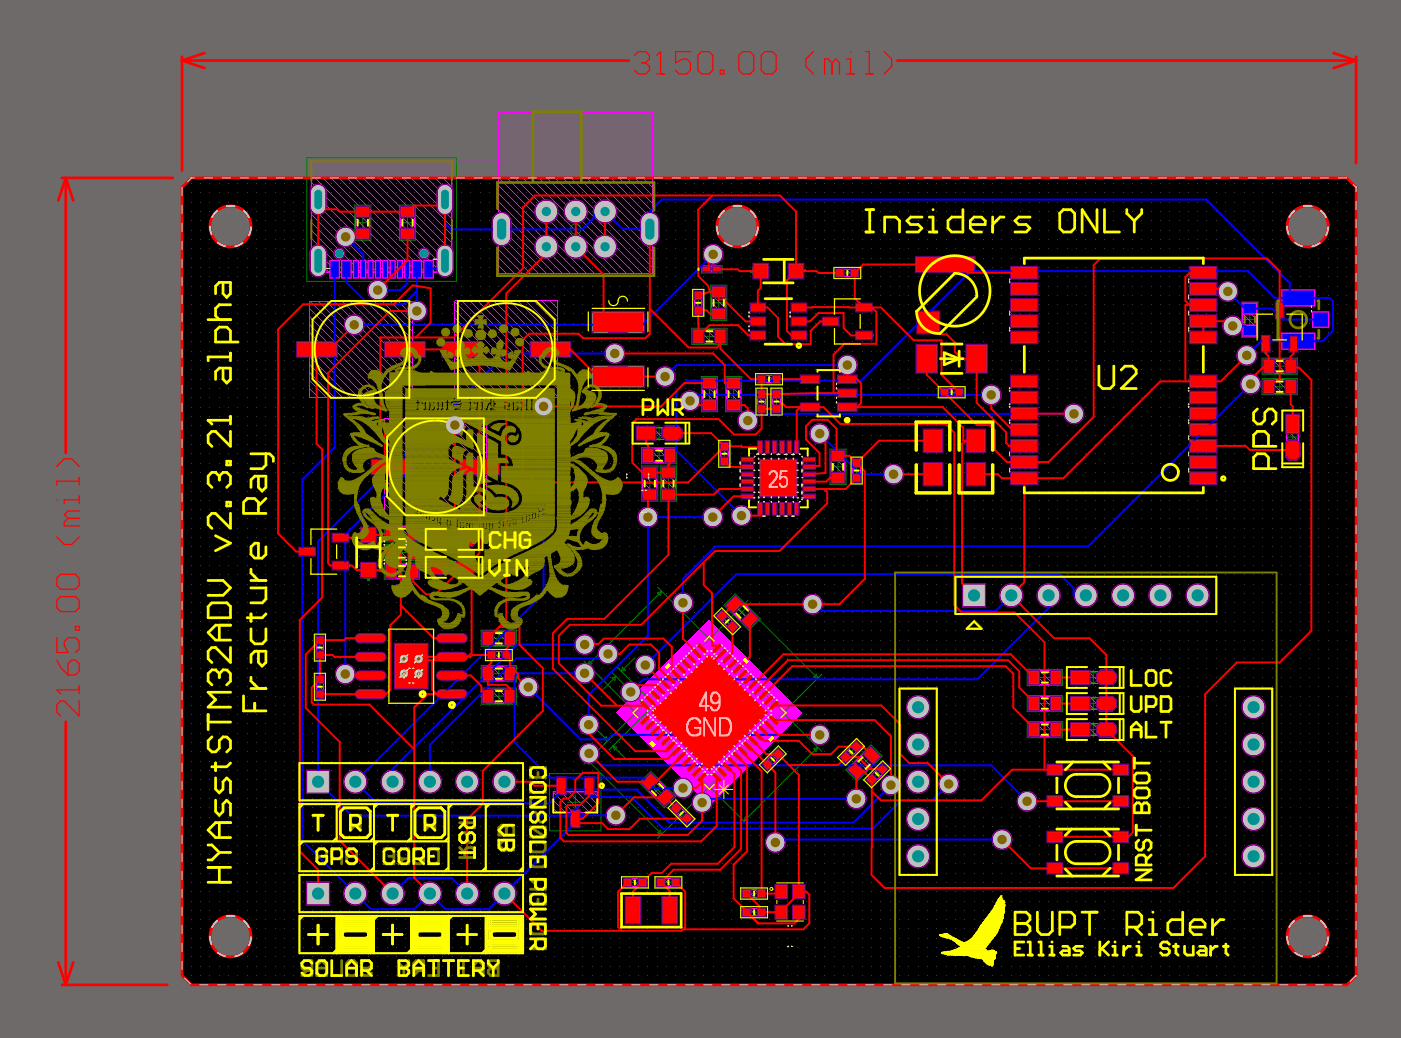 3150.00 (mil)
2165.00 (mil)
Insiders ONLY
HYAsstSTM32ADV v2.3.21 alpha
Fracture Ray
U2
PPS
PWR
25
CHG
VIN
49
GND
LOC
UPD
ALT
BOOT
NRST
T R T R
GPS CORE
CONSOLE POWER
+ - + - + -
SOLAR BATTERY
BUPT Rider
Ellias Kiri Stuart